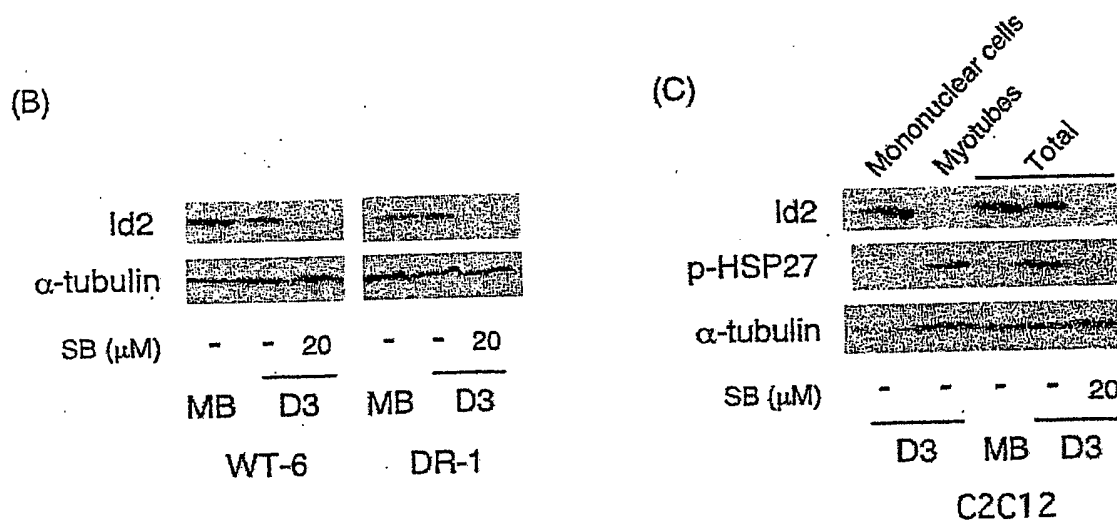 (B)
Id2
α-tubulin
SB (μM) - - 20 - - 20
MB D3 MB D3
WT-6 DR-1
(C)
Mononuclear cells
Myotubes
Total
Id2
p-HSP27
α-tubulin
SB (μM) - - - - 20
D3 MB D3
C2C12